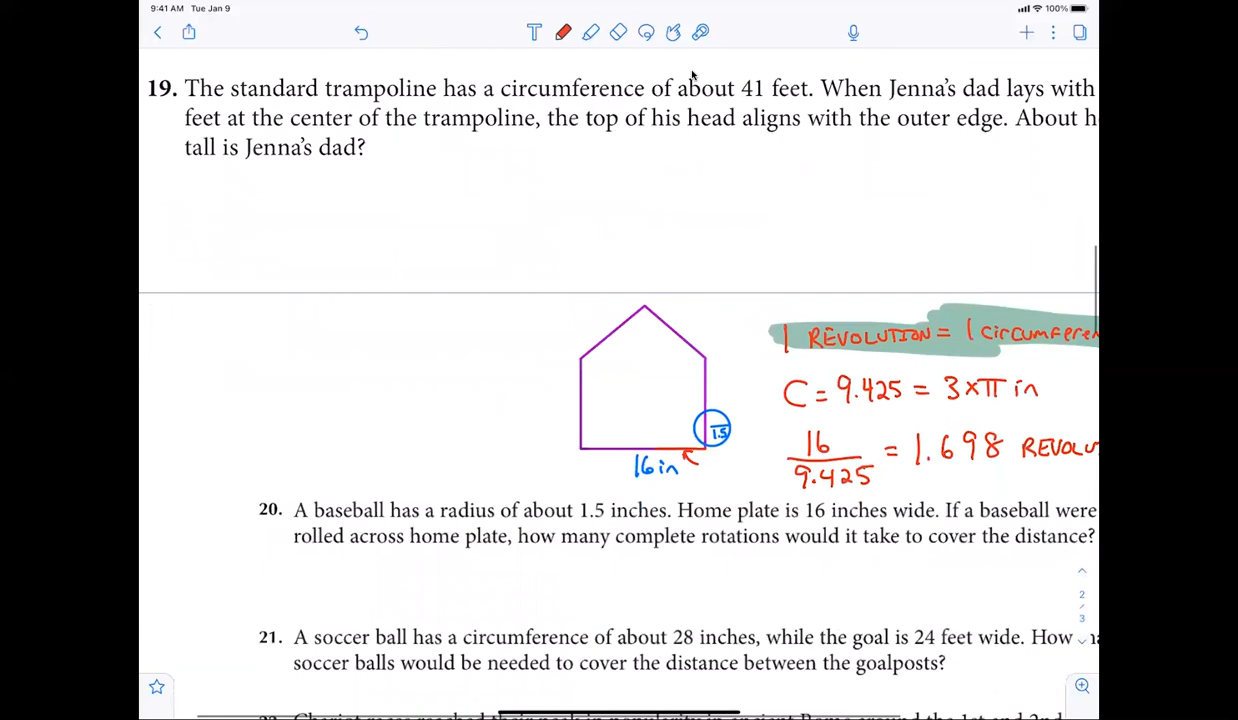 9:41 AM Tue Jan 9
100%
19. The standard trampoline has a circumference of about 41 feet. When Jenna's dad lays with
feet at the center of the trampoline, the top of his head aligns with the outer edge. About h
tall is Jenna's dad?
1 REVOLUTION = 1 circumferen
C = 9.425 = 3×π in
1.5
16
9.425
= 1.698 REVOLU
16 in
20. A baseball has a radius of about 1.5 inches. Home plate is 16 inches wide. If a baseball were
rolled across home plate, how many complete rotations would it take to cover the distance?
2
/
3
21. A soccer ball has a circumference of about 28 inches, while the goal is 24 feet wide. How
soccer balls would be needed to cover the distance between the goalposts?